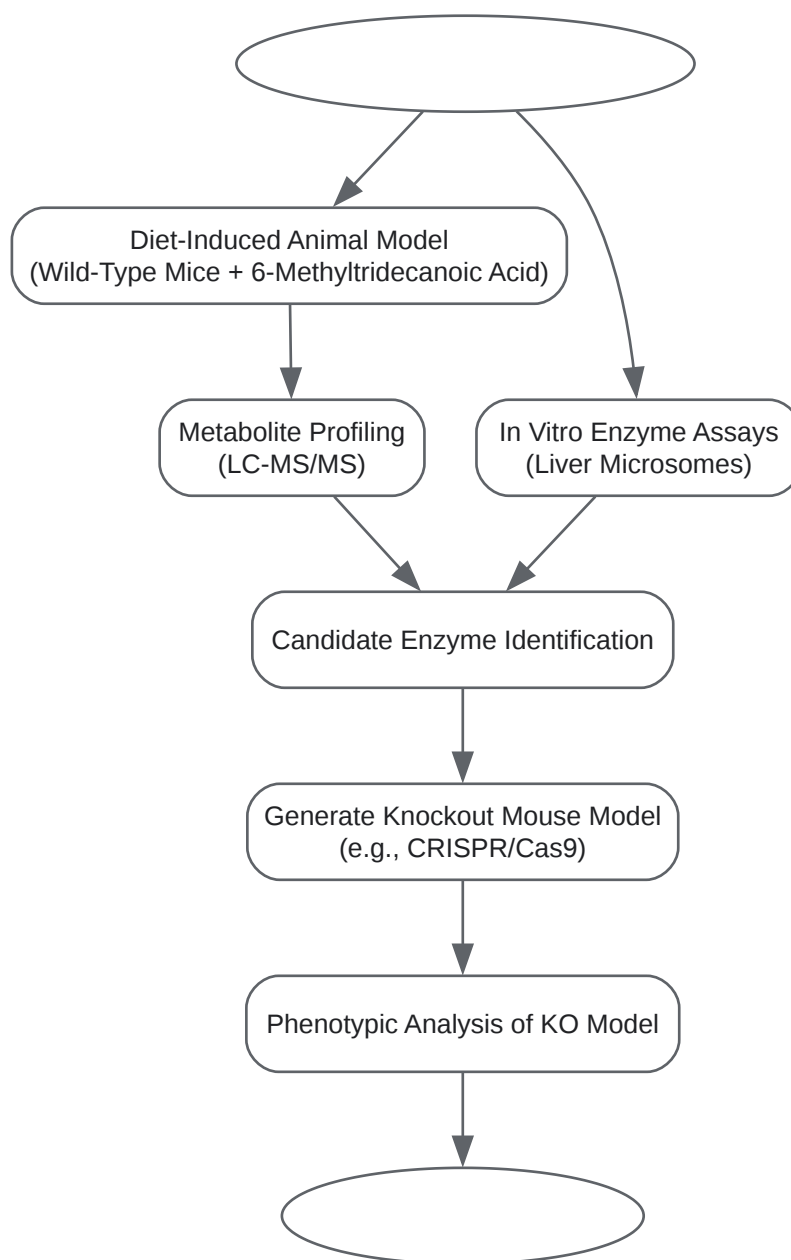 Diet-Induced Animal Model
(Wild-Type Mice + 6-Methyltridecanoic Acid)
Metabolite Profiling
(LC-MS/MS)
In Vitro Enzyme Assays
(Liver Microsomes)
Candidate Enzyme Identification
Generate Knockout Mouse Model
(e.g., CRISPR/Cas9)
Phenotypic Analysis of KO Model